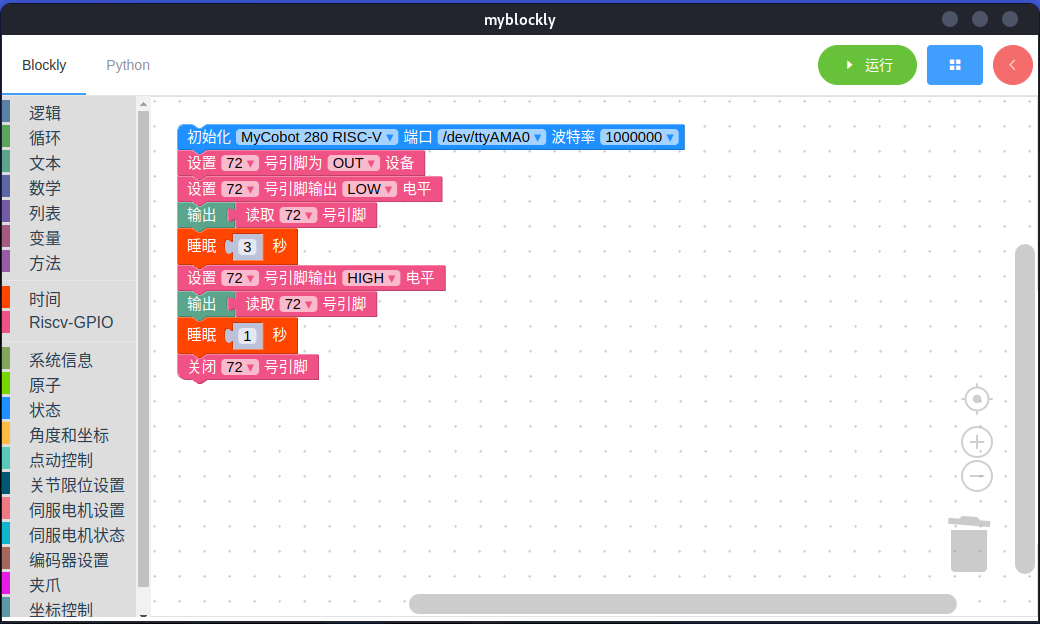 myblockly
Blockly Python 运行
逻辑
循环
文本
数学
列表
变量
方法
时间
Riscv-GPIO
系统信息
原子
状态
角度和坐标
点动控制
关节限位设置
伺服电机设置
伺服电机状态
编码器设置
夹爪
坐标控制
初始化 MyCobot 280 RISC-V 端口 /dev/ttyAMA0 波特率 1000000
设置 72 号引脚为 OUT 设备
设置 72 号引脚输出 LOW 电平
输出 读取 72 号引脚
睡眠 3 秒
设置 72 号引脚输出 HIGH 电平
输出 读取 72 号引脚
睡眠 1 秒
关闭 72 号引脚